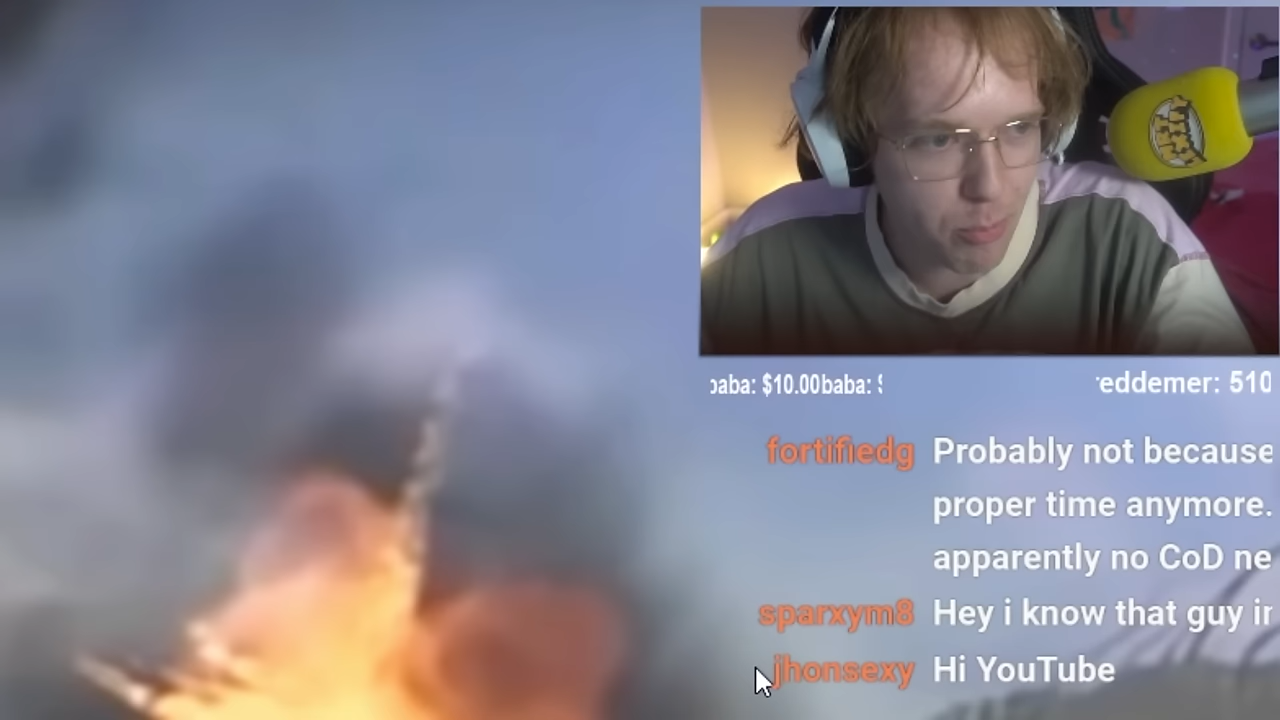 baba: $10.00baba: $
eddemer: 510
fortifiedg Probably not because
proper time anymore.
apparently no CoD ne
sparxym8 Hey i know that guy in
jhonsexy Hi YouTube